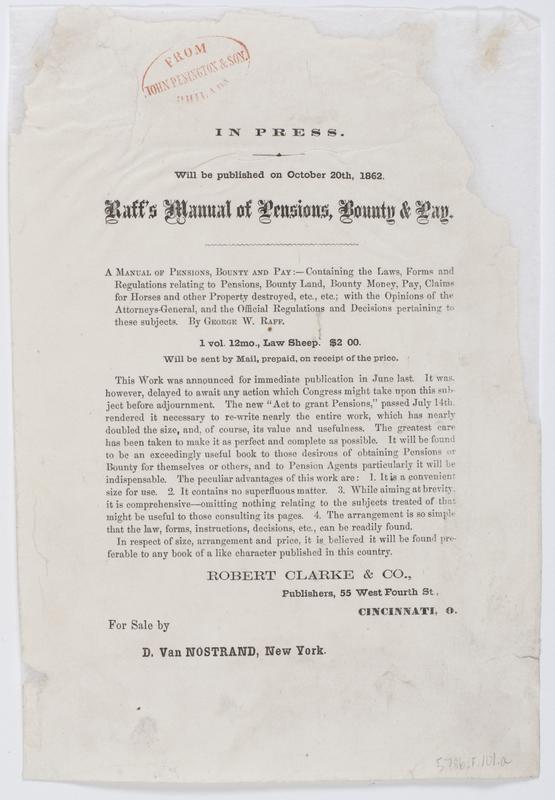 FROM
JOHN PENINGTON & SON.
IN PRESS.
Will be published on October 20th, 1862.
Raff's Manual of Pensions, Bounty & Pay.
A MANUAL OF PENSIONS, BOUNTY AND PAY:—Containing the Laws, Forms and
Regulations relating to Pensions, Bounty Land, Bounty Money, Pay, Claims
for Horses and other Property destroyed, etc., etc.; with the Opinions of the
Attorneys-General, and the Official Regulations and Decisions pertaining to
these subjects. By GEORGE W. RAFF.
1 vol. 12mo., Law Sheep. $2 00.
Will be sent by Mail, prepaid, on receipt of the price.
This Work was announced for immediate publication in June last. It was,
however, delayed to await any action which Congress might take upon this sub-
ject before adjournment. The new "Act to grant Pensions," passed July 14th,
rendered it necessary to re-write nearly the entire work, which has nearly
doubled the size, and, of course, its value and usefulness. The greatest care
has been taken to make it as perfect and complete as possible. It will be found
to be an exceedingly useful book to those desirous of obtaining Pensions or
Bounty for themselves or others, and to Pension Agents particularly it will be
indispensable. The peculiar advantages of this work are: 1. It is a convenient
size for use. 2. It contains no superfluous matter. 3. While aiming at brevity,
it is comprehensive—omitting nothing relating to the subjects treated of that
might be useful to those consulting its pages. 4. The arrangement is so simple
that the law, forms, instructions, decisions, etc., can be readily found.
In respect of size, arrangement and price, it is believed it will be found pre-
ferable to any book of a like character published in this country.
ROBERT CLARKE & CO.,
Publishers, 55 West Fourth St.,
CINCINNATI, O.
For Sale by
D. Van NOSTRAND, New York.
5786.F.101.a